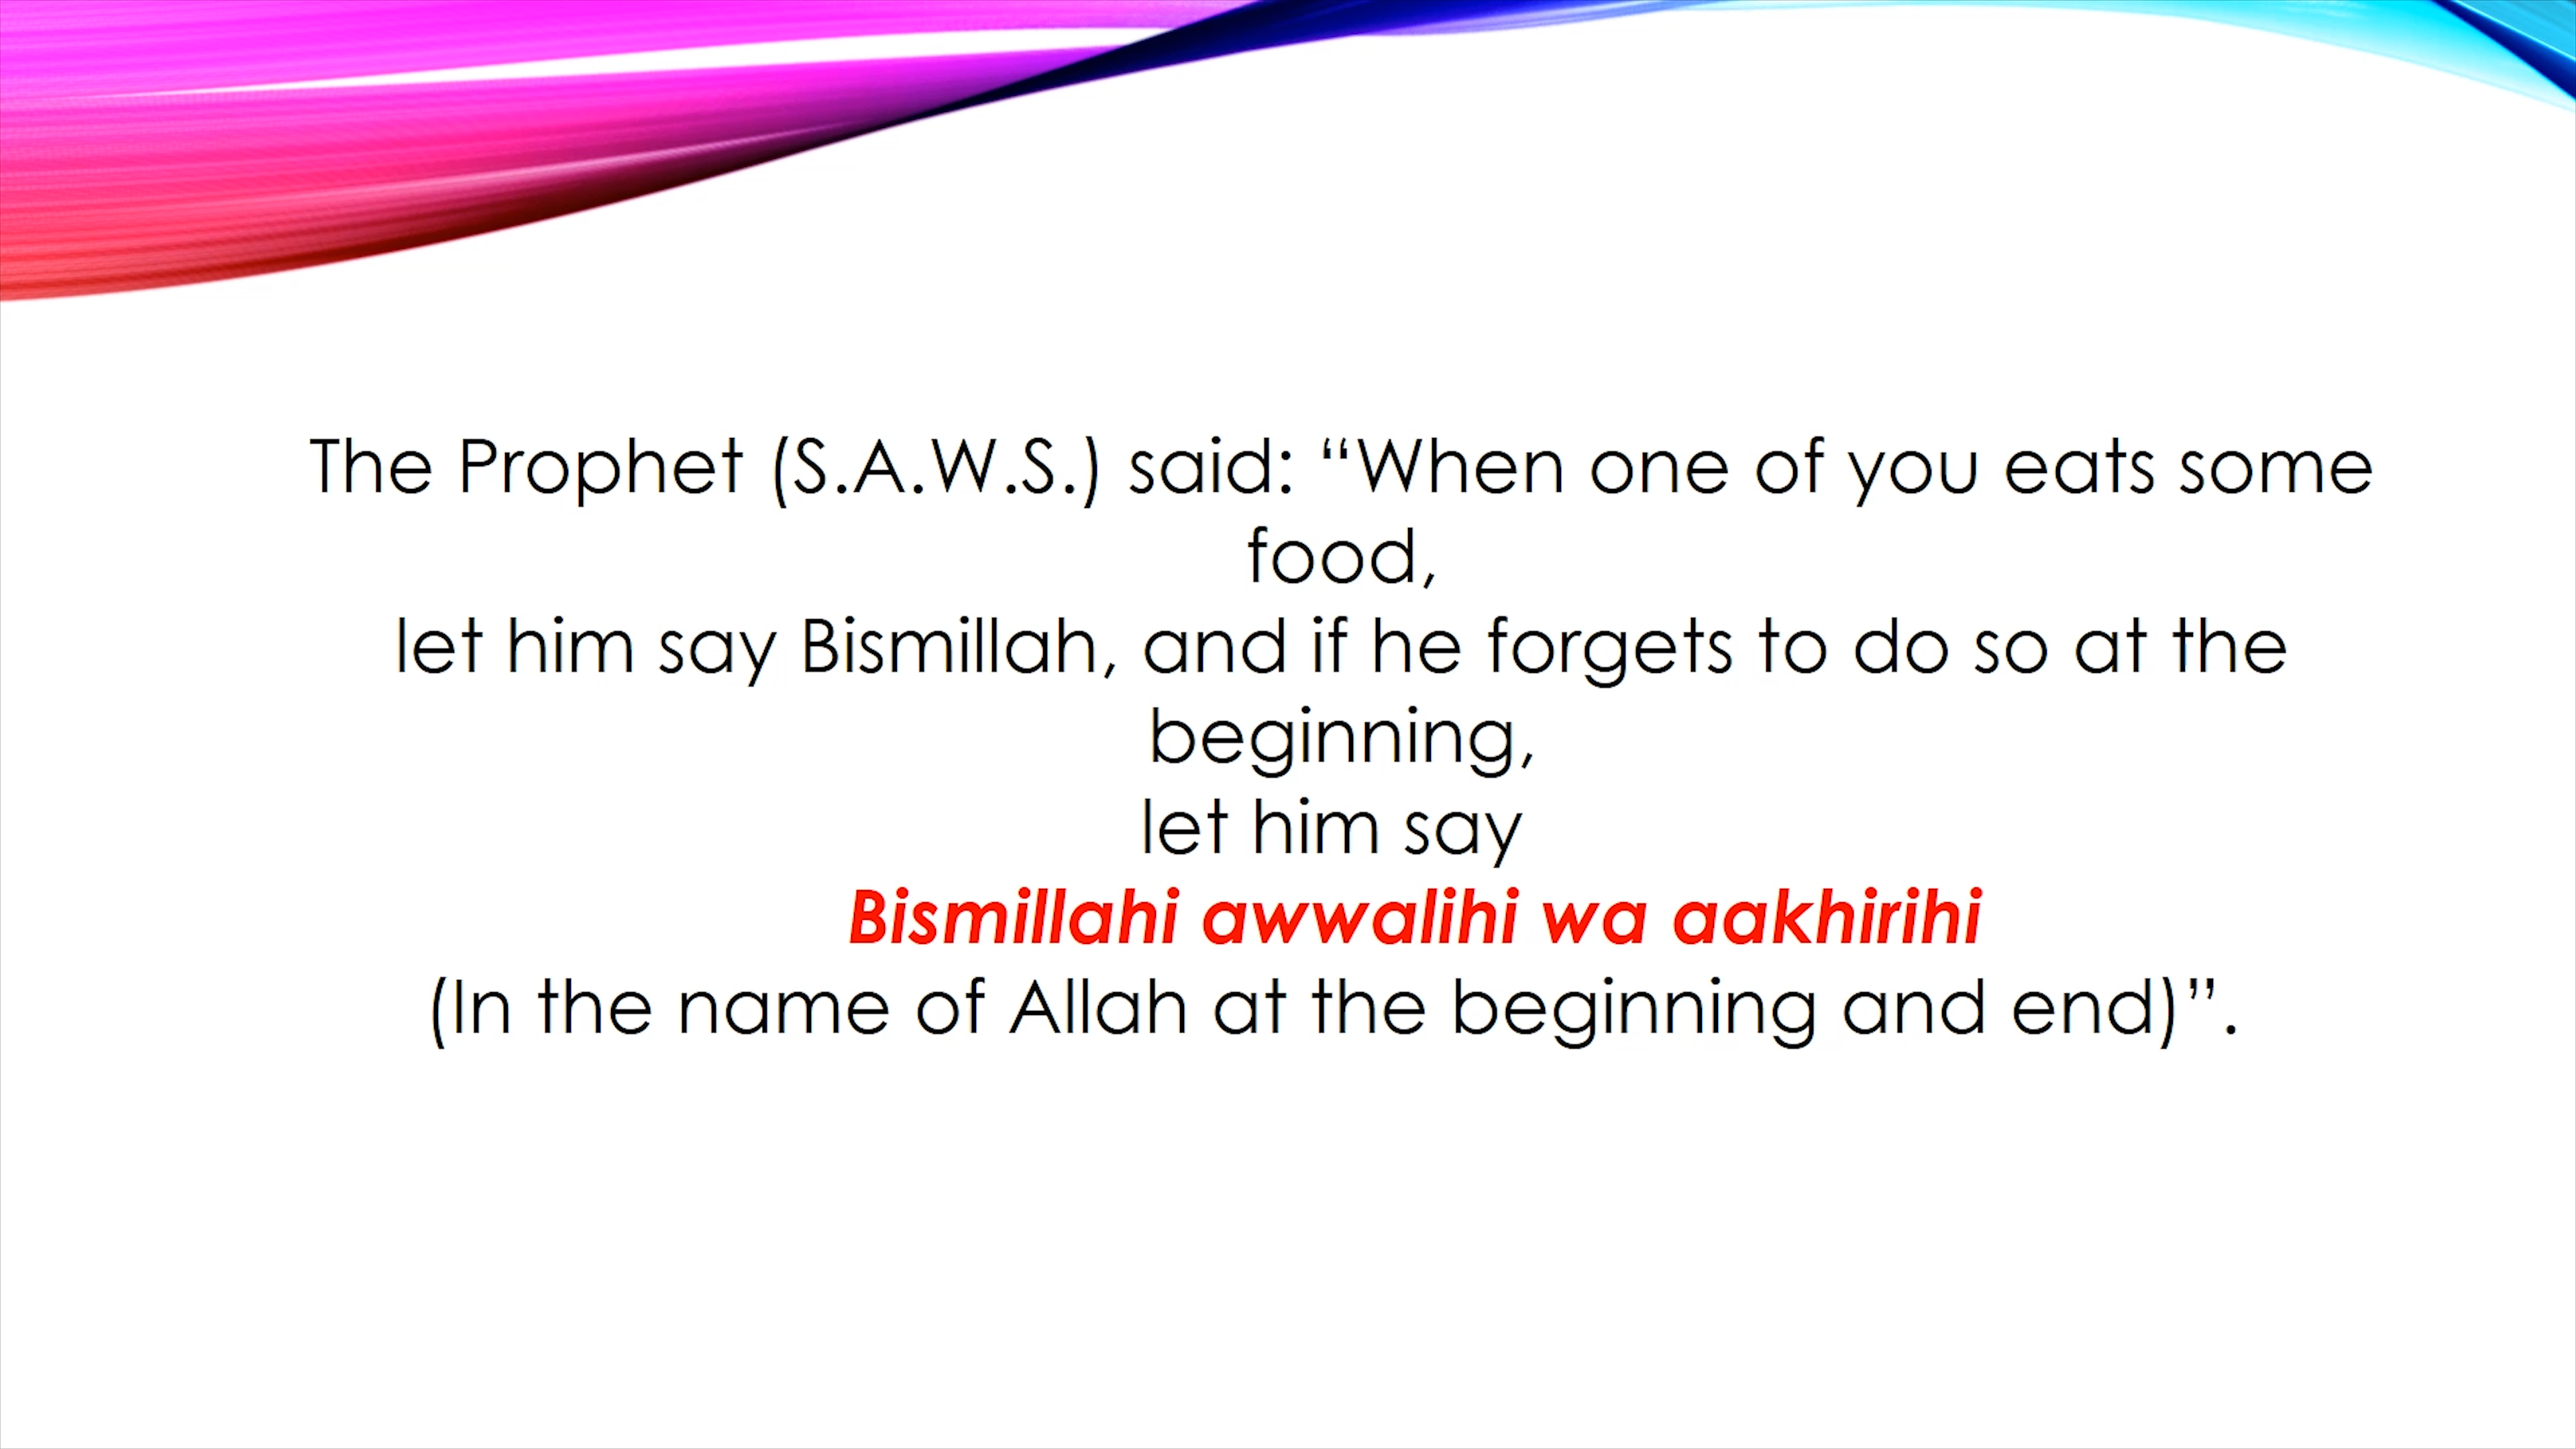 The Prophet (S.A.W.S.) said: “When one of you eats some
food,
let him say Bismillah, and if he forgets to do so at the
beginning,
let him say
Bismillahi awwalihi wa aakhirihi
(In the name of Allah at the beginning and end)”.